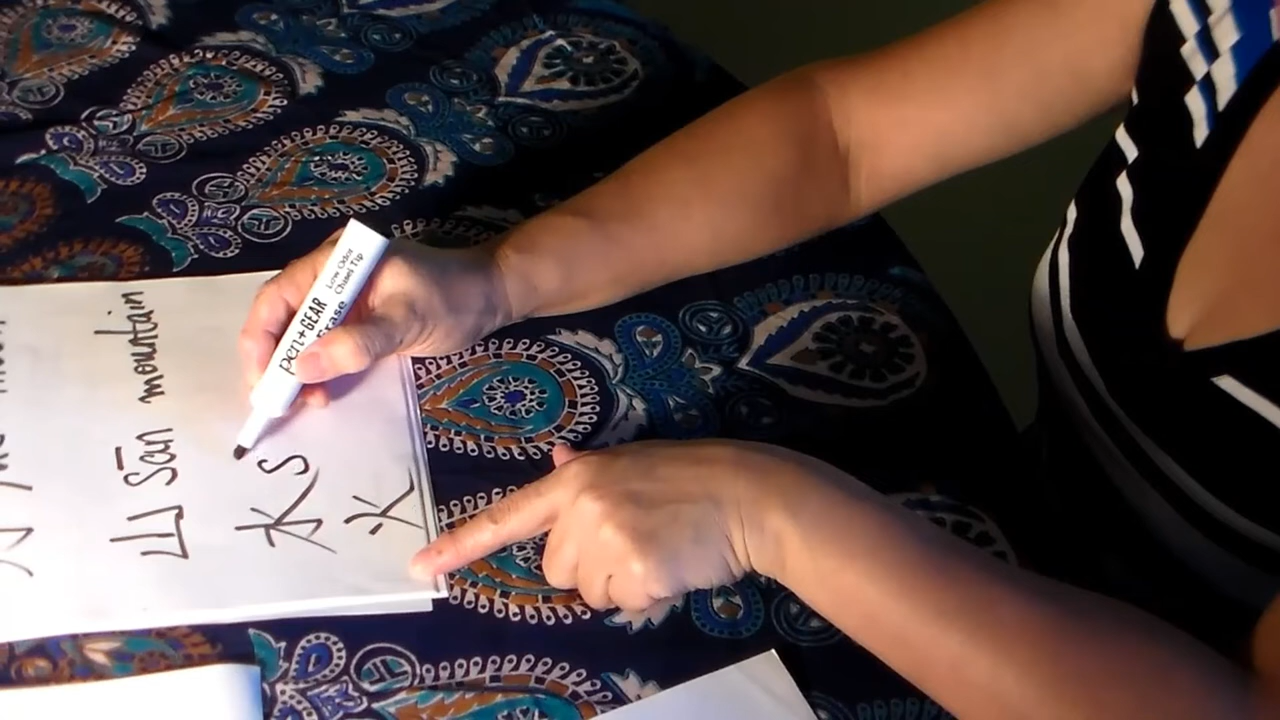 山 Sān mountain
水 S
火
pen+GEAR
Low Odor
Chisel Tip
Erase